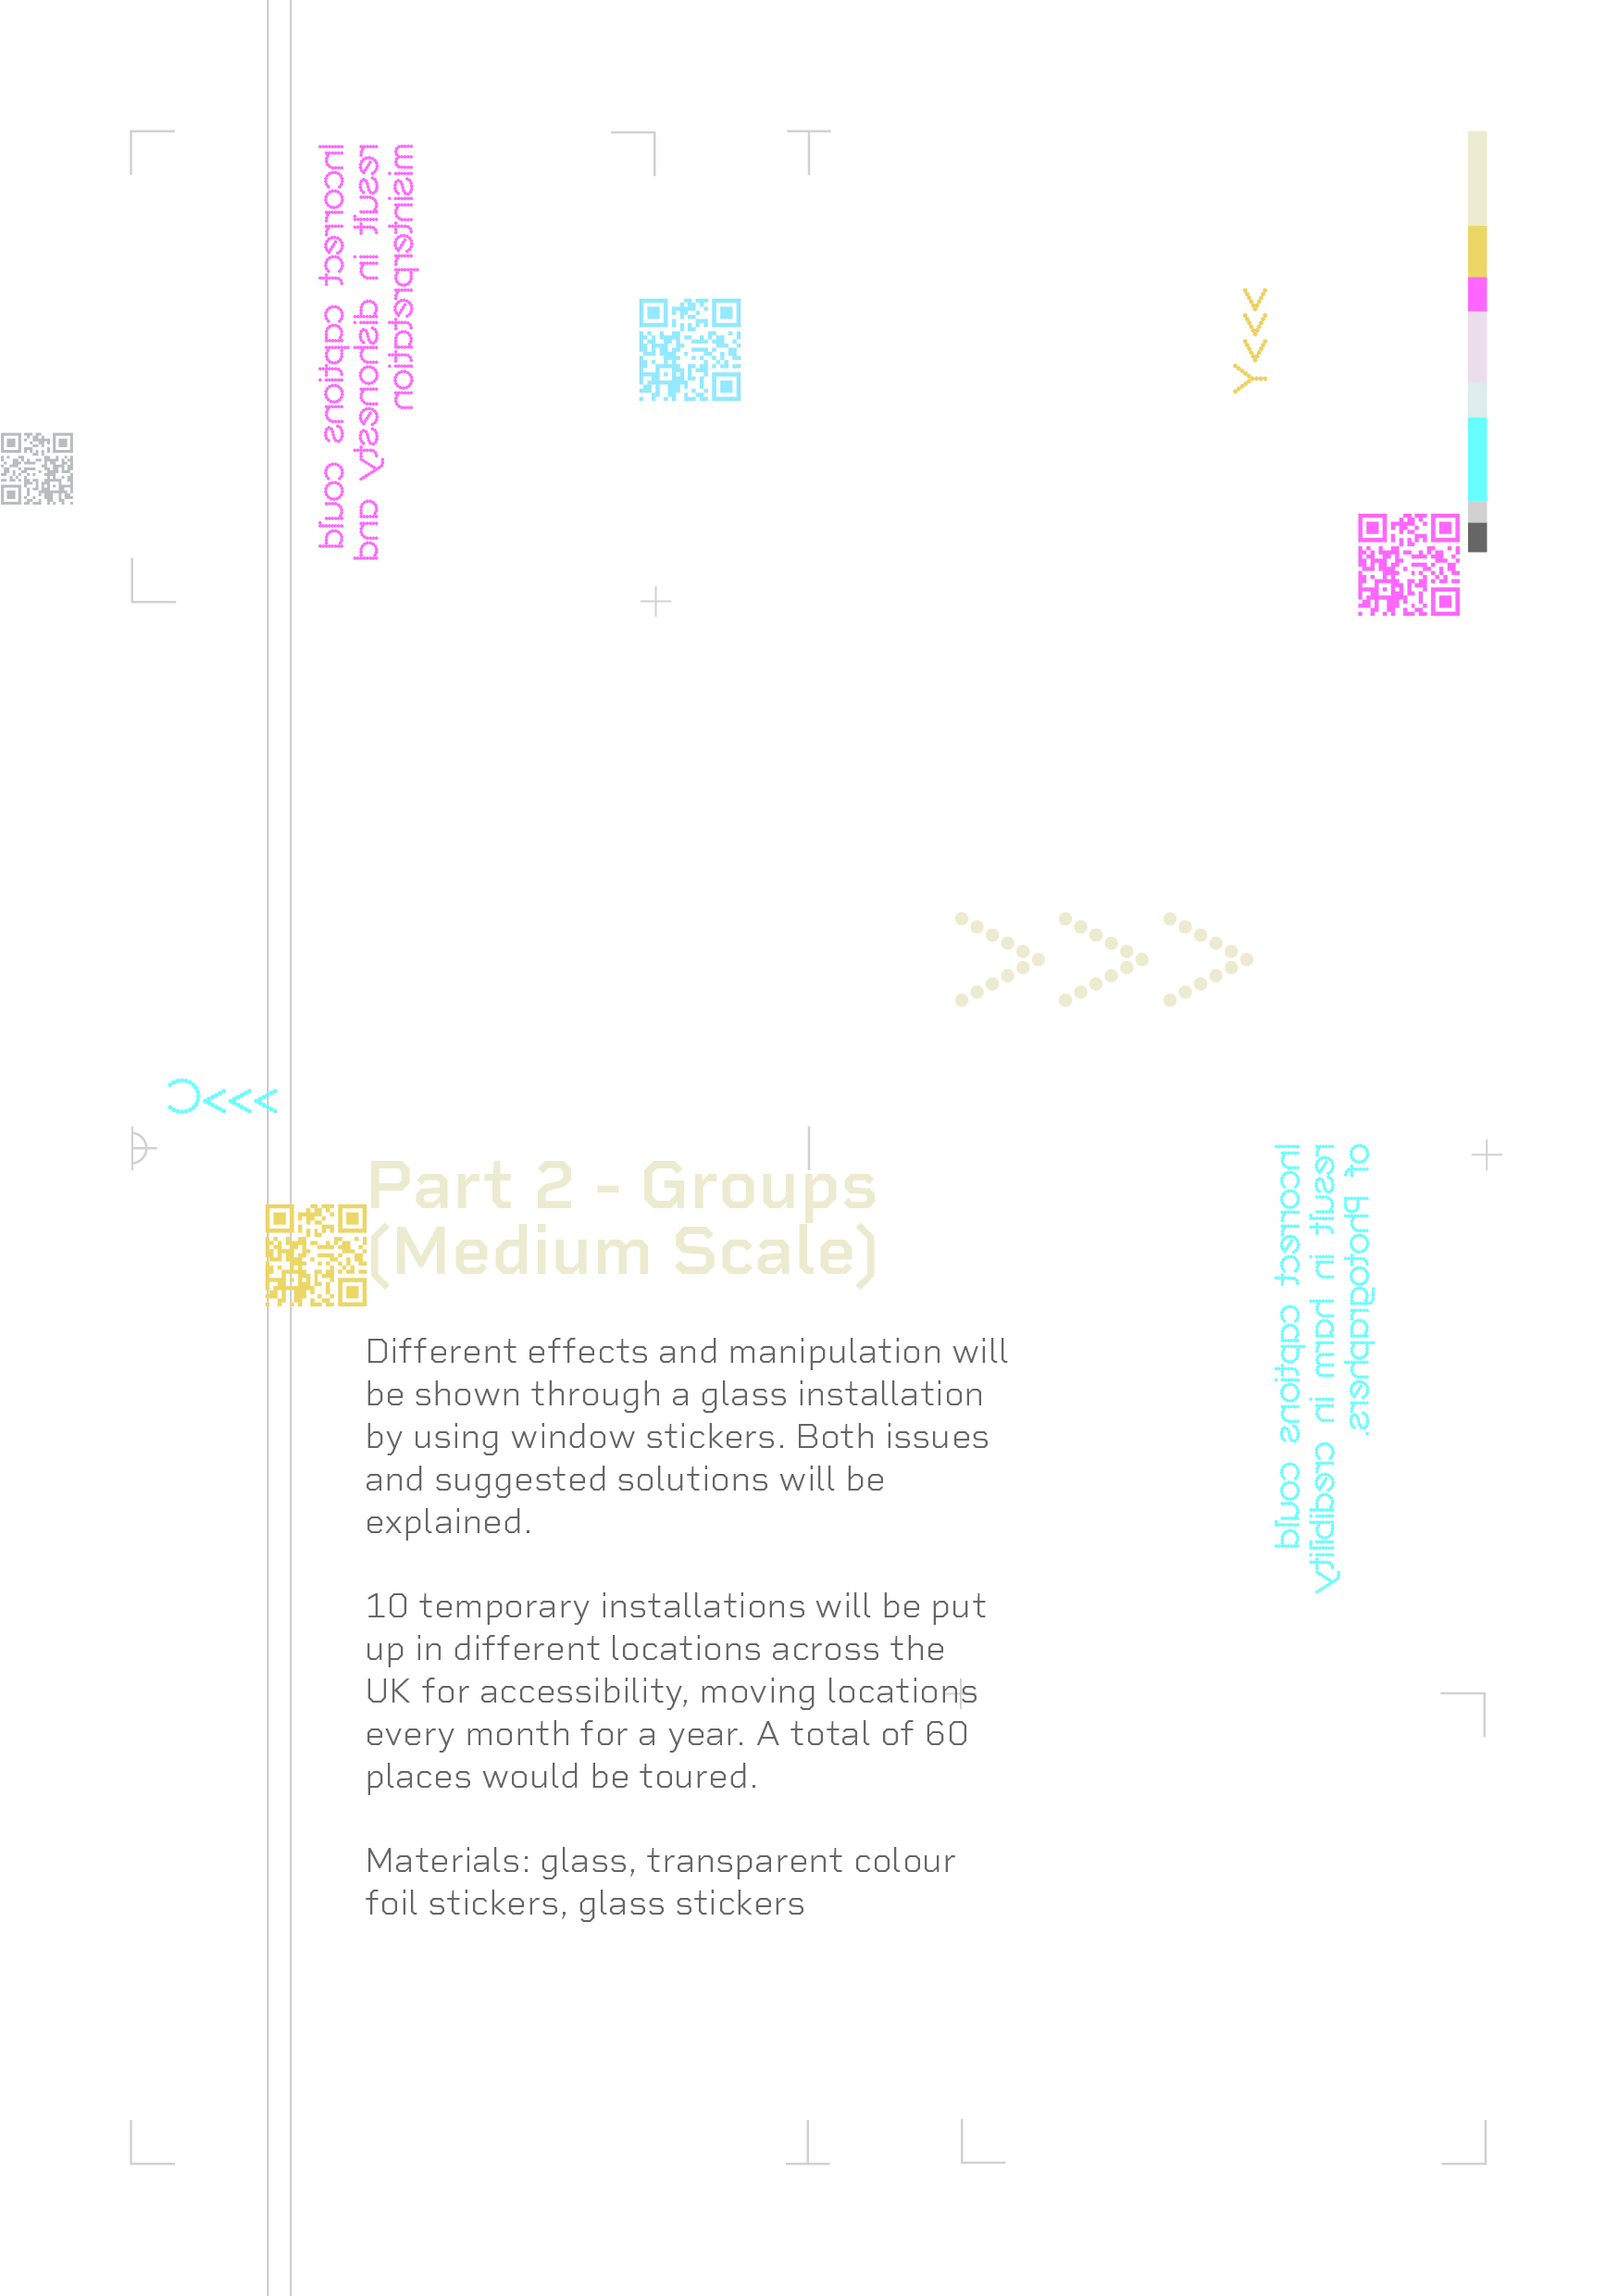 Incorrect captions could
result in dishonesty and
misinterpretation
Y<<<
>>>
C<<<
Part 2 - Groups
(Medium Scale)
Different effects and manipulation will
be shown through a glass installation
by using window stickers. Both issues
and suggested solutions will be
explained.
10 temporary installations will be put
up in different locations across the
UK for accessibility, moving locations
every month for a year. A total of 60
places would be toured.
Materials: glass, transparent colour
foil stickers, glass stickers
Incorrect captions could
result in harm in credibility
of photographers.